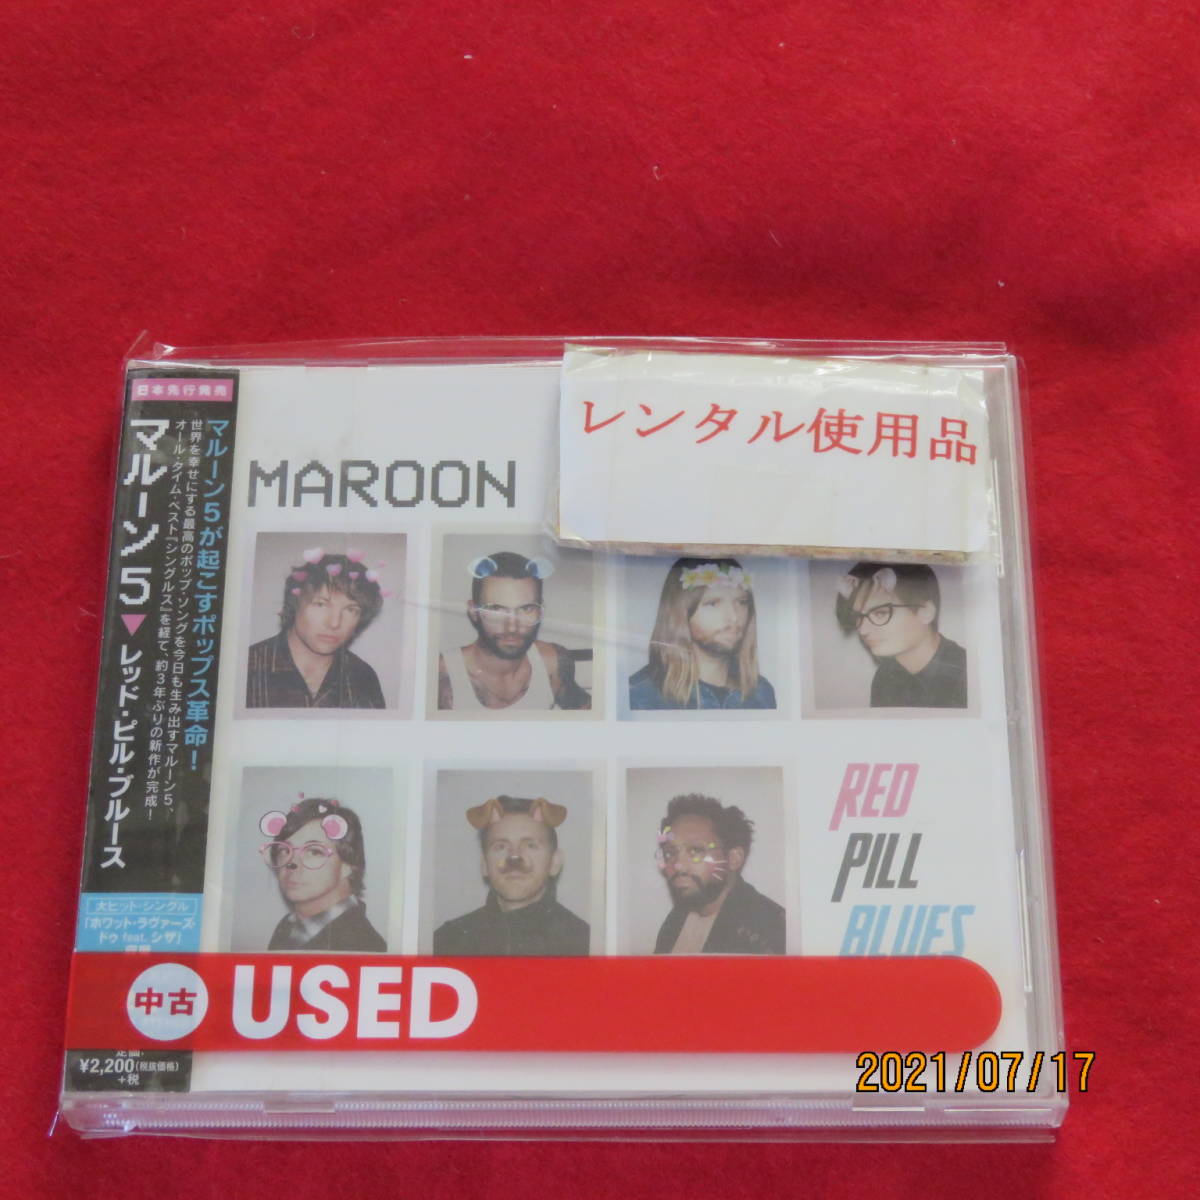 レンタル使用品
日本先行発売
マルーン5▼レッド・ピル・ブルース
マルーン5が起こすポップス革命！
世界を幸せにする最高のポップ・ソングを今日も生み出すマルーン5、
オール・タイム・ベスト『シングルス』を経て、約3年ぶりの新作が完成！
大ヒット・シングル
「ホワット・ラヴァーズ・
ドゥ feat. シザ」
MAROON
RED
PILL
BLUES
中古 USED
定価:
¥2,200(税抜価格)
+税
2021/07/17